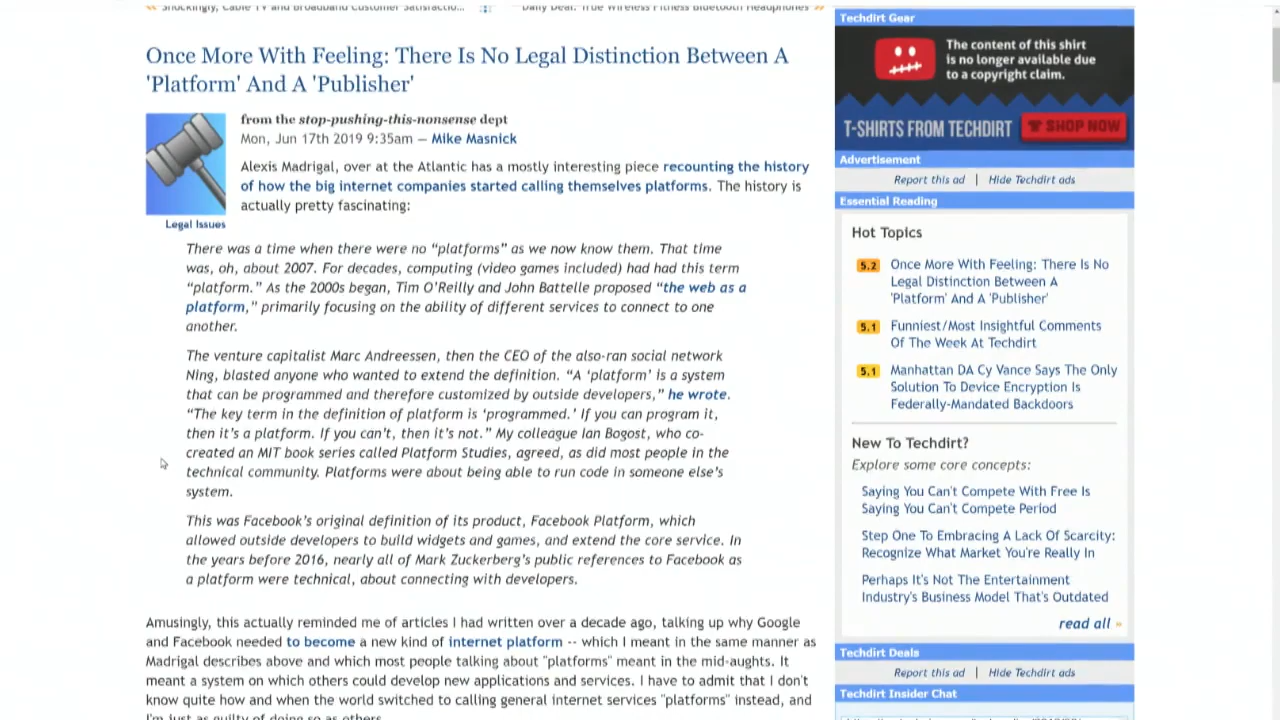 Shockingly, Cable TV and Broadband Customer Satisfactio...
Daily Deal: True Wireless Fitness Bluetooth Headphones
Once More With Feeling: There Is No Legal Distinction Between A
'Platform' And A 'Publisher'
Legal Issues
from the stop-pushing-this-nonsense dept
Mon, Jun 17th 2019 9:35am — Mike Masnick
Alexis Madrigal, over at the Atlantic has a mostly interesting piece recounting the history
of how the big internet companies started calling themselves platforms. The history is
actually pretty fascinating:
There was a time when there were no “platforms” as we now know them. That time
was, oh, about 2007. For decades, computing (video games included) had had this term
“platform.” As the 2000s began, Tim O'Reilly and John Battelle proposed “the web as a
platform,” primarily focusing on the ability of different services to connect to one
another.
The venture capitalist Marc Andreessen, then the CEO of the also-ran social network
Ning, blasted anyone who wanted to extend the definition. “A ‘platform’ is a system
that can be programmed and therefore customized by outside developers,” he wrote.
“The key term in the definition of platform is ‘programmed.’ If you can program it,
then it’s a platform. If you can’t, then it’s not.” My colleague Ian Bogost, who co-
created an MIT book series called Platform Studies, agreed, as did most people in the
technical community. Platforms were about being able to run code in someone else’s
system.
This was Facebook’s original definition of its product, Facebook Platform, which
allowed outside developers to build widgets and games, and extend the core service. In
the years before 2016, nearly all of Mark Zuckerberg’s public references to Facebook as
a platform were technical, about connecting with developers.
Amusingly, this actually reminded me of articles I had written over a decade ago, talking up why Google
and Facebook needed to become a new kind of internet platform -- which I meant in the same manner as
Madrigal describes above and which most people talking about "platforms" meant in the mid-aughts. It
meant a system on which others could develop new applications and services. I have to admit that I don't
know quite how and when the world switched to calling general internet services "platforms" instead, and
I'm just as guilty of doing so as others.
Techdirt Gear
The content of this shirt
is no longer available due
to a copyright claim.
T-SHIRTS FROM TECHDIRT SHOP NOW
Advertisement
Report this ad | Hide Techdirt ads
Essential Reading
Hot Topics
5.2 Once More With Feeling: There Is No
Legal Distinction Between A
'Platform' And A 'Publisher'
5.1 Funniest/Most Insightful Comments
Of The Week At Techdirt
5.1 Manhattan DA Cy Vance Says The Only
Solution To Device Encryption Is
Federally-Mandated Backdoors
New To Techdirt?
Explore some core concepts:
Saying You Can't Compete With Free Is
Saying You Can't Compete Period
Step One To Embracing A Lack Of Scarcity:
Recognize What Market You're Really In
Perhaps It's Not The Entertainment
Industry's Business Model That's Outdated
read all »
Techdirt Deals
Report this ad | Hide Techdirt ads
Techdirt Insider Chat